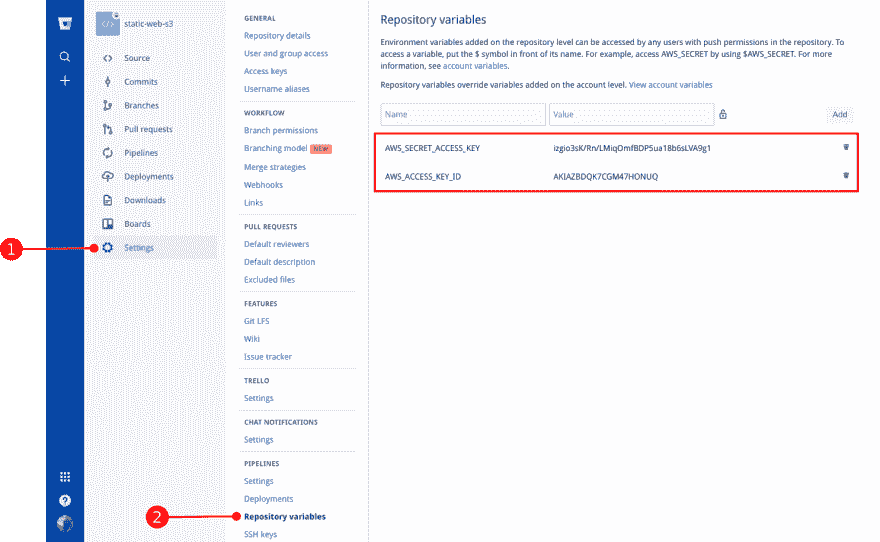 static-web-s3
Source
Commits
Branches
Pull requests
Pipelines
Deployments
Downloads
Boards
1
Settings
GENERAL
Repository details
User and group access
Access keys
Username aliases
WORKFLOW
Branch permissions
Branching model NEW
Merge strategies
Webhooks
Links
PULL REQUESTS
Default reviewers
Default description
Excluded files
FEATURES
Git LFS
Wiki
Issue tracker
TRELLO
Settings
CHAT NOTIFICATIONS
Settings
PIPELINES
Settings
Deployments
2
Repository variables
SSH keys
Repository variables
Environment variables added on the repository level can be accessed by any users with push permissions in the repository. To
access a variable, put the $ symbol in front of its name. For example, access AWS_SECRET by using $AWS_SECRET. For more
information, see account variables.
Repository variables override variables added on the account level. View account variables
Name Value Add
AWS_SECRET_ACCESS_KEY izgio3sK/Rn/LMiqOmfBDP5ua18b6sLVA9g1
AWS_ACCESS_KEY_ID AKIAZBDQK7CGM47HONUQ